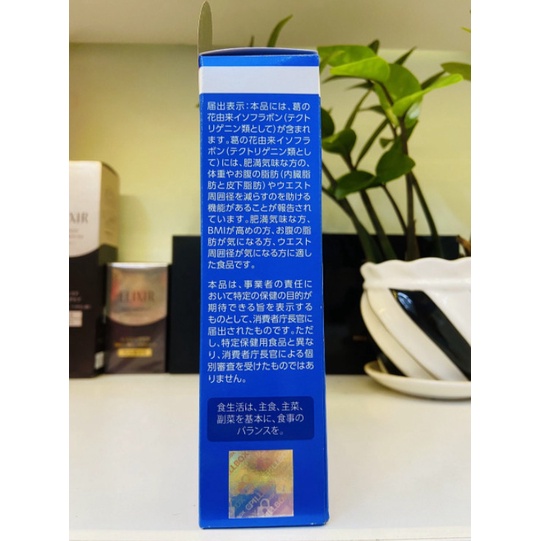 届出表示：本品には、葛の
花由来イソフラボン(テクト
リゲニン類として)が含まれ
ます。葛の花由来イソフラ
ボン(テクトリゲニン類とし
て)には、肥満気味な方の、
体重やお腹の脂肪(内臓脂
肪と皮下脂肪)やウエスト
周囲径を減らすのを助ける
機能があることが報告され
ています。肥満気味な方、
BMIが高めの方、お腹の脂
肪が気になる方、ウエスト
周囲径が気になる方に適し
た食品です。
本品は、事業者の責任に
おいて特定の保健の目的が
期待できる旨を表示する
ものとして、消費者庁長官に
届出されたものです。ただ
し、特定保健用食品と異な
り、消費者庁長官による個
別審査を受けたものではあ
りません。
食生活は、主食、主菜、
副菜を基本に、食事の
バランスを。
ELIXIR